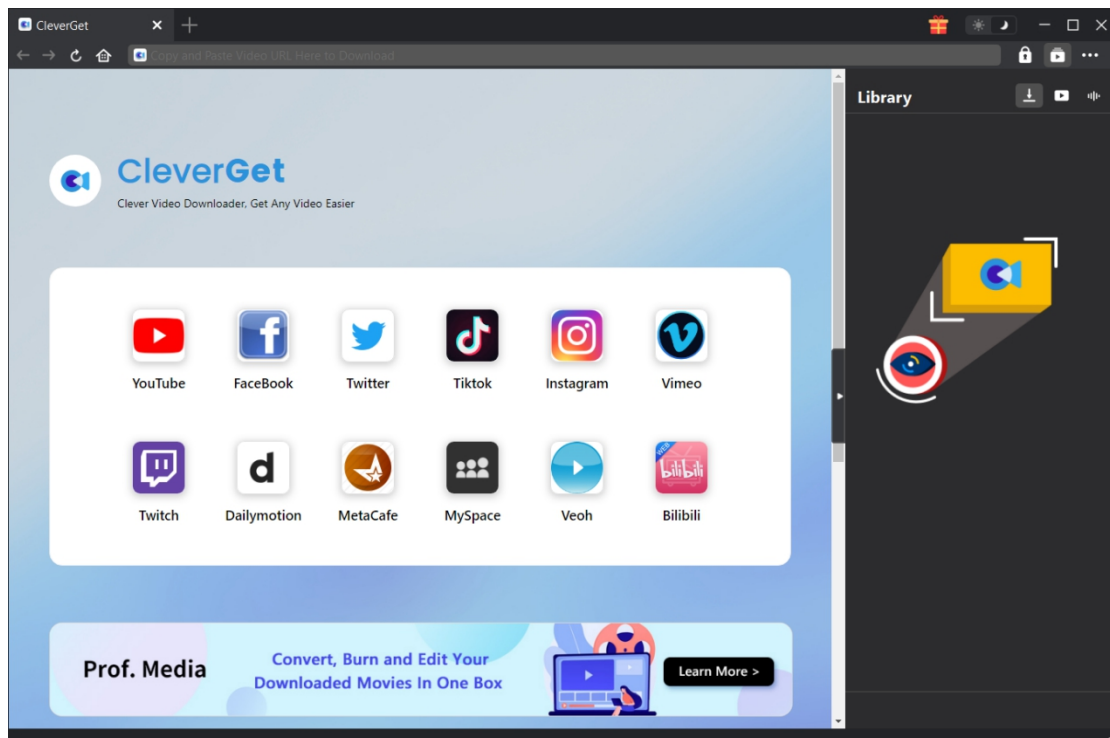 CleverGet
Copy and Paste Video URL Here to Download
Library
CleverGet
Clever Video Downloader. Get Any Video Easier
YouTube FaceBook Twitter Tiktok Instagram Vimeo
WEB
bilibili
Twitch Dailymotion MetaCafe MySpace Veoh Bilibili
Prof. Media
Convert, Burn and Edit Your
Downloaded Movies In One Box
Learn More >